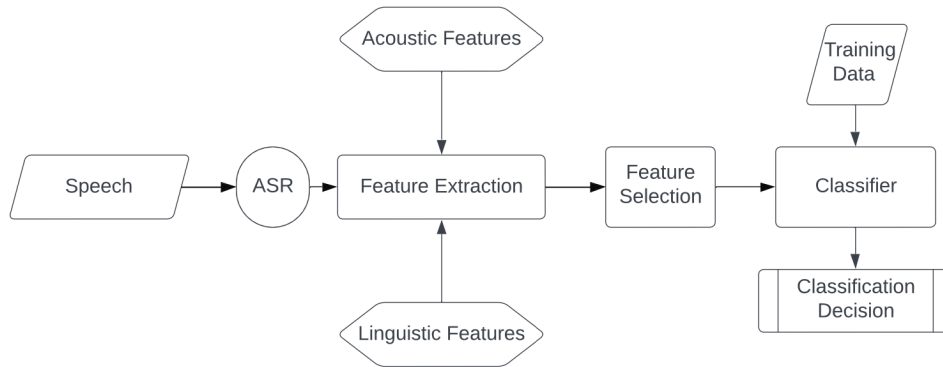 Acoustic Features
Training
Data
Speech
ASR
Feature Extraction
Feature
Selection
Classifier
Classification
Decision
Linguistic Features